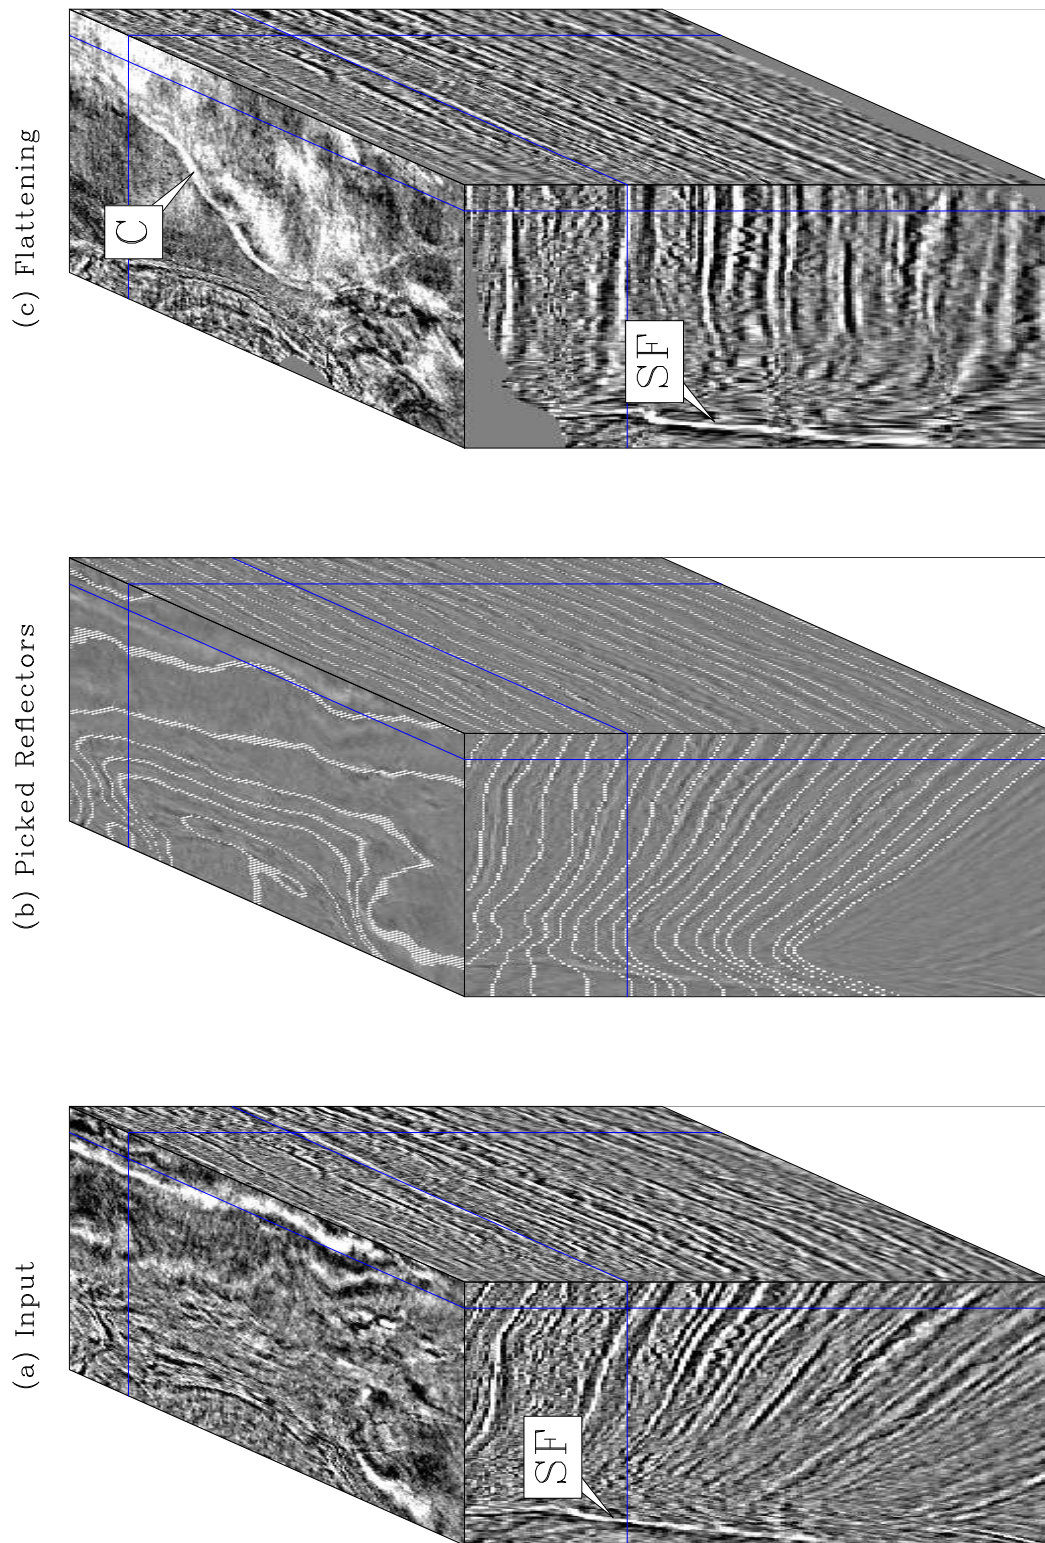 (a) Input
SF
(b) Picked Reflectors
(c) Flattening
C
SF